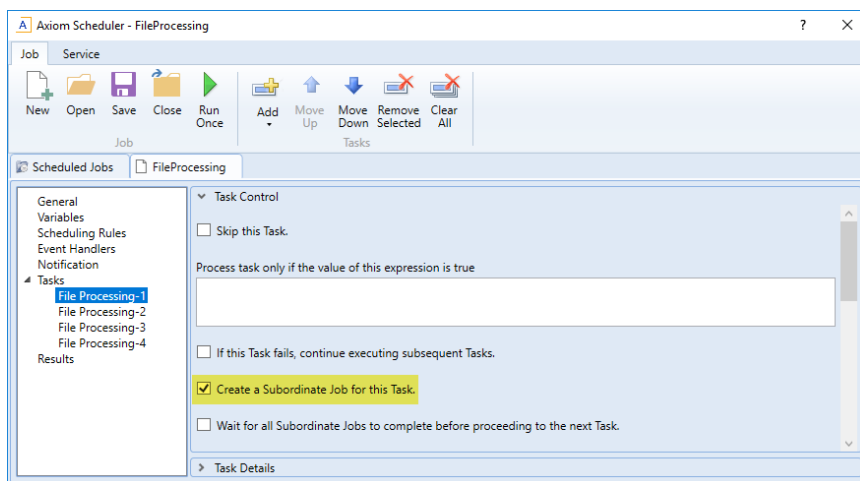 A Axiom Scheduler - FileProcessing ?
Job Service
New Open Save Close Run Once Add Move Up Move Down Remove Selected Clear All
Job Tasks
Scheduled Jobs FileProcessing
General
Variables
Scheduling Rules
Event Handlers
Notification
Tasks
File Processing-1
File Processing-2
File Processing-3
File Processing-4
Results
Task Control
Skip this Task.
Process task only if the value of this expression is true
If this Task fails, continue executing subsequent Tasks.
Create a Subordinate Job for this Task.
Wait for all Subordinate Jobs to complete before proceeding to the next Task.
Task Details